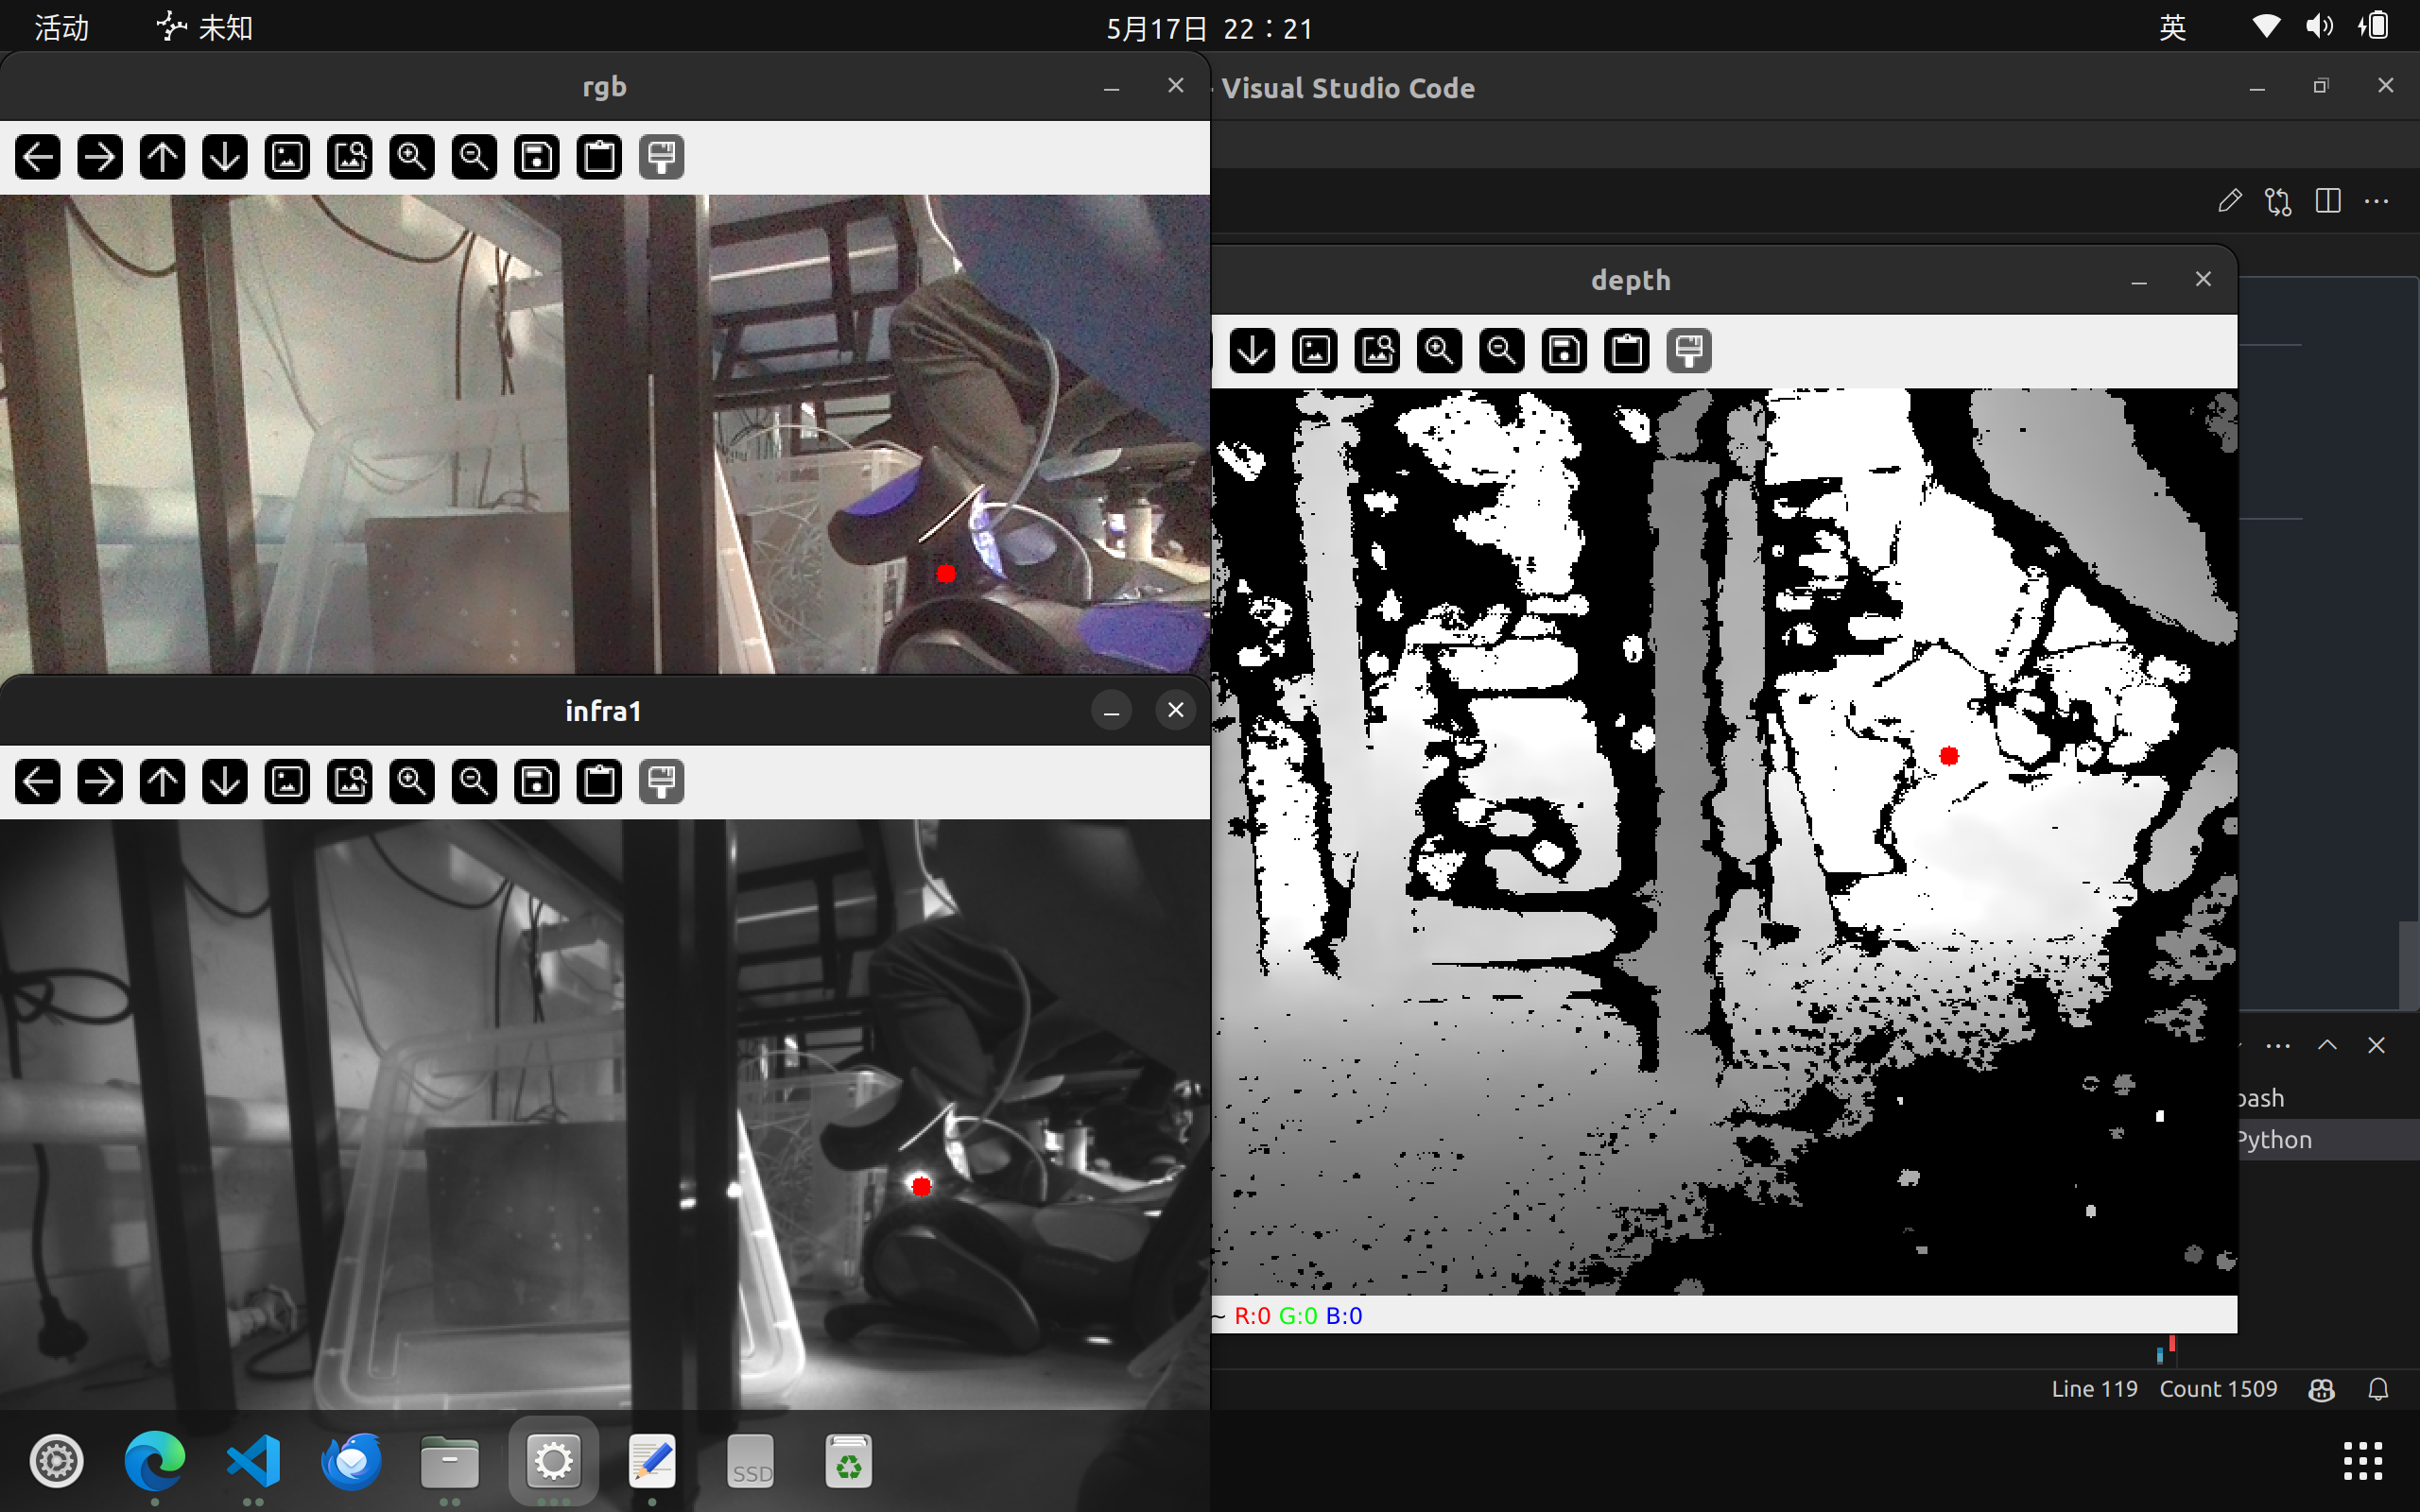 活动
未知
5月17日 22：21
英
rgb
Visual Studio Code
depth
infra1
~ R:0 G:0 B:0
bash
Python
Line 119 Count 1509
SSD